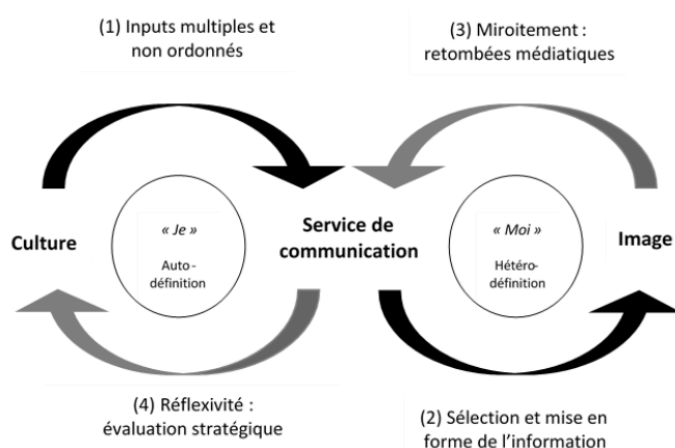 (1) Inputs multiples et
non ordonnés
(3) Miroitement :
retombées médiatiques
Culture
« Je »
Auto-
définition
Service de
communication
« Moi »
Hétéro-
définition
Image
(4) Réflexivité :
évaluation stratégique
(2) Sélection et mise en
forme de l'information